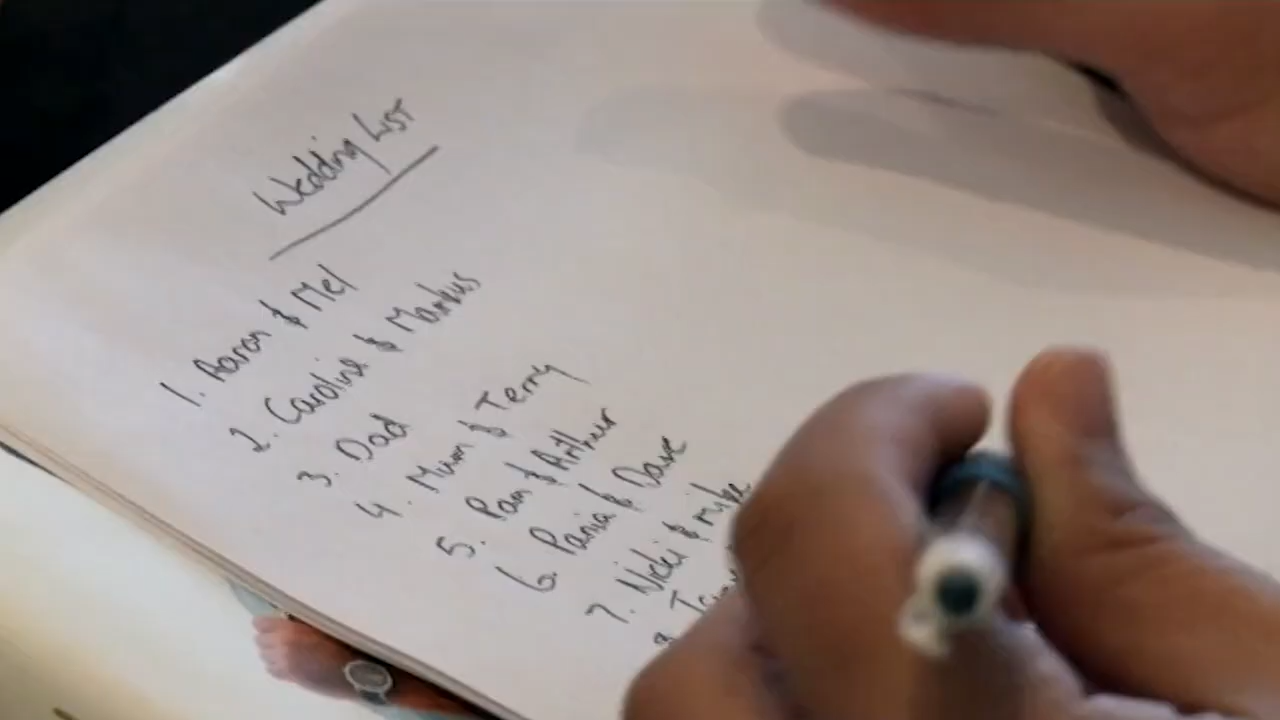 Wedding LIST
1. Aaron & Mel
2. Caroline & Markus
3. Dad
4. Mum & Terry
5. Pam & Arthur
6. Pania & Dave
7. Nicki & Mike
8.